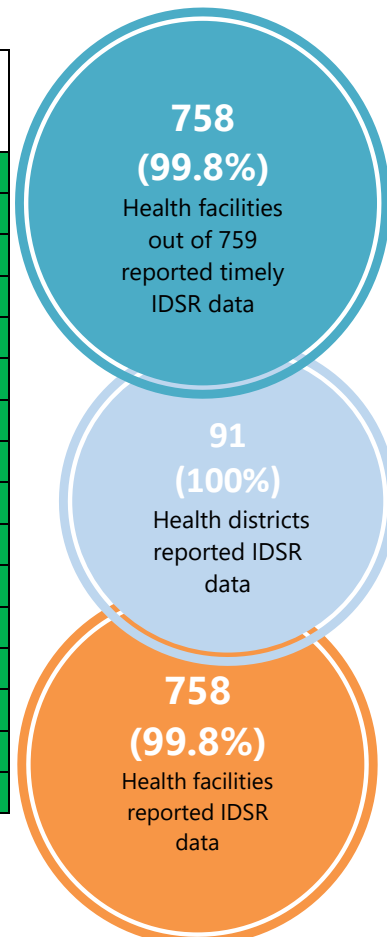 758
(99.8%)
Health facilities
out of 759
reported timely
IDSR data
91
(100%)
Health districts
reported IDSR
data
758
(99.8%)
Health facilities
reported IDSR
data